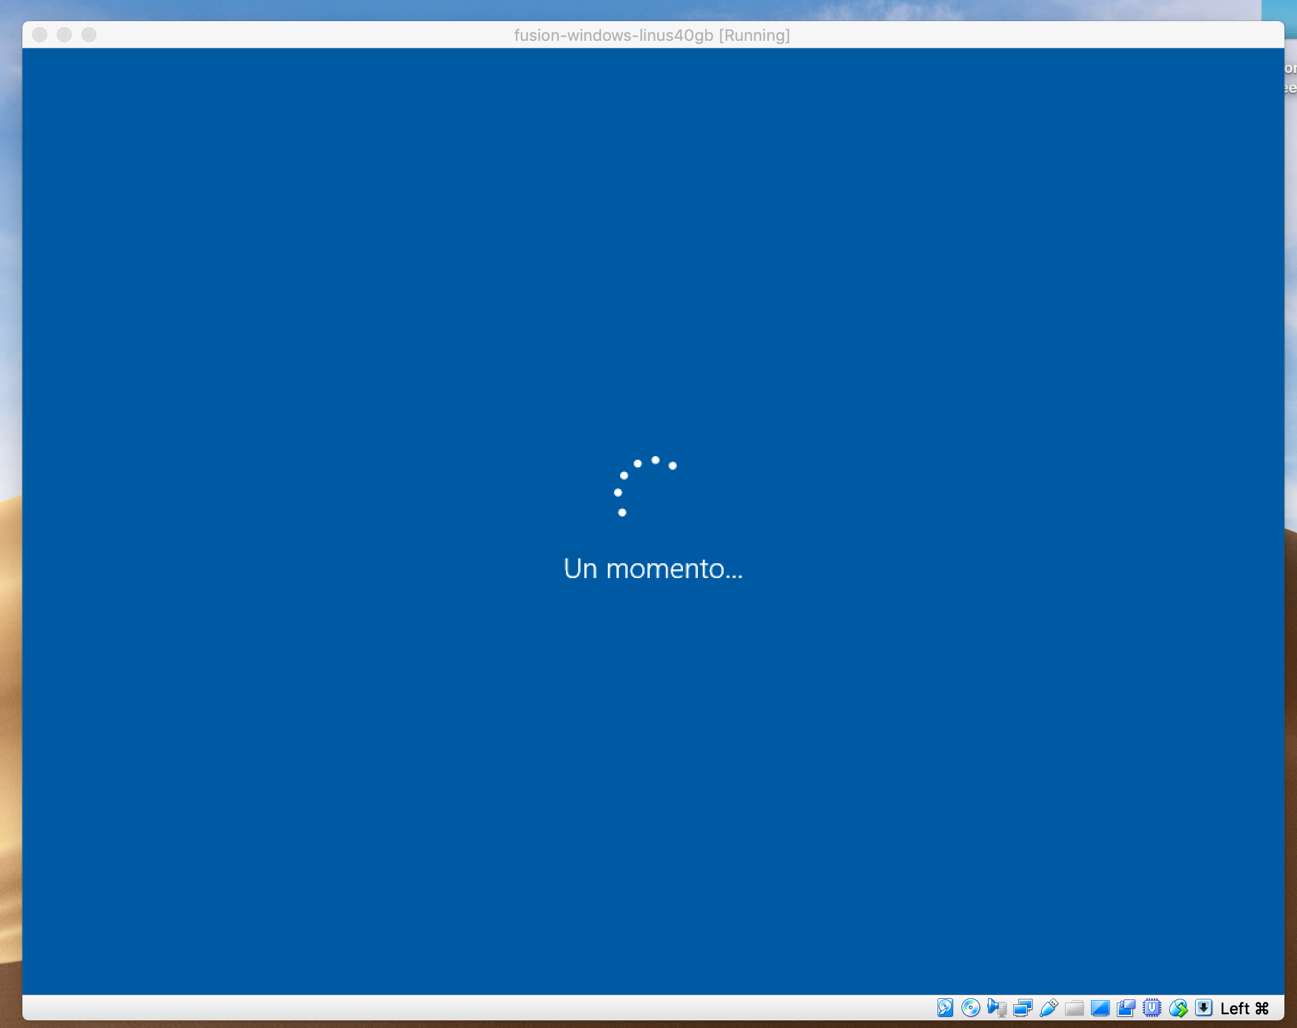 fusion-windows-linus40gb [Running]
Un momento...
Left ⌘